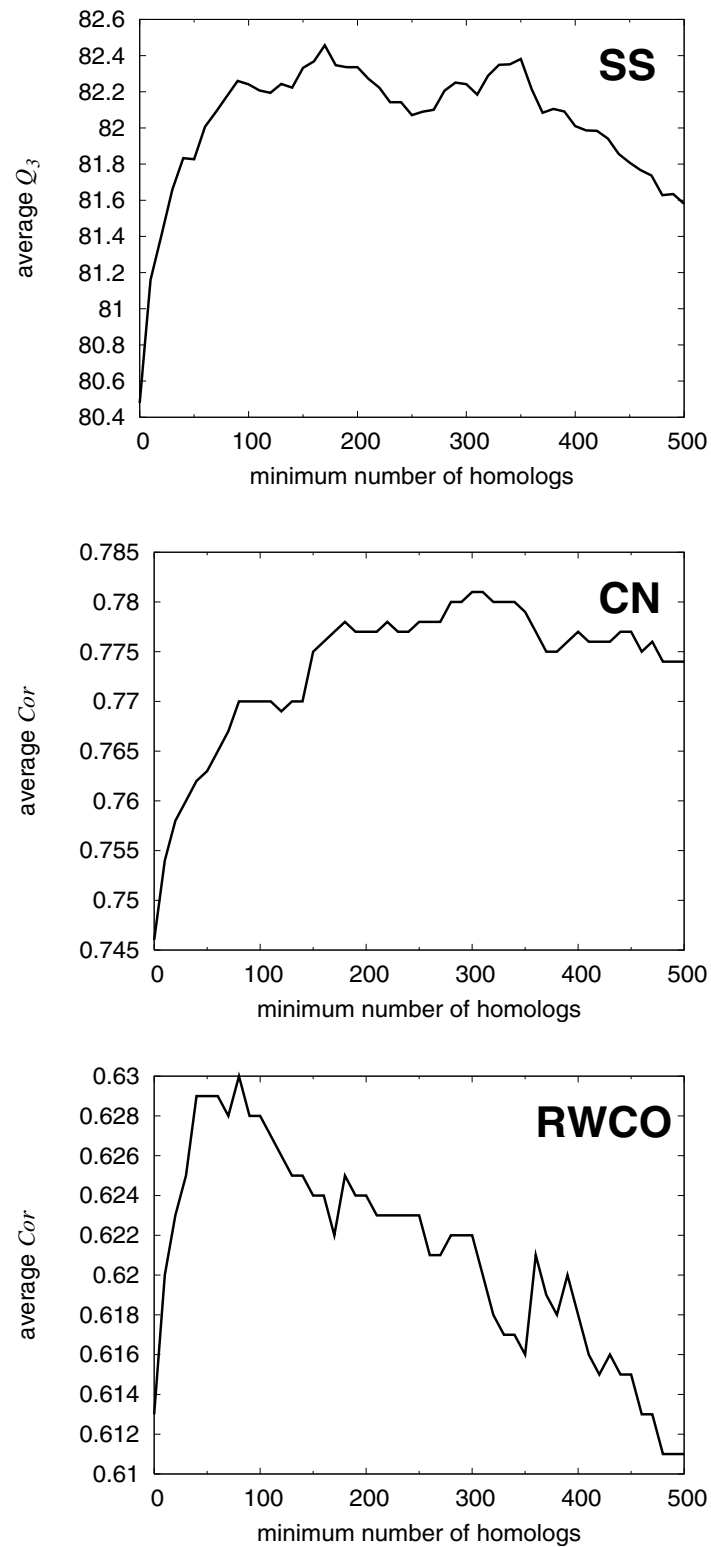 82.6
82.4
82.2
82
81.8
81.6
81.4
81.2
81
80.8
80.6
80.4
average Q3
SS
0 100 200 300 400 500
minimum number of homologs
0.785
0.78
0.775
0.77
0.765
0.76
0.755
0.75
0.745
average Cor
CN
0 100 200 300 400 500
minimum number of homologs
0.63
0.628
0.626
0.624
0.622
0.62
0.618
0.616
0.614
0.612
0.61
average Cor
RWCO
0 100 200 300 400 500
minimum number of homologs